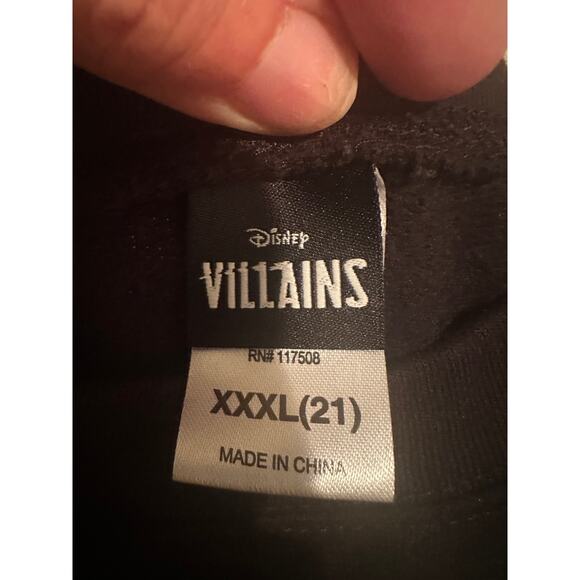 Disney
VILLAINS
RN# 117508
XXXL(21)
MADE IN CHINA